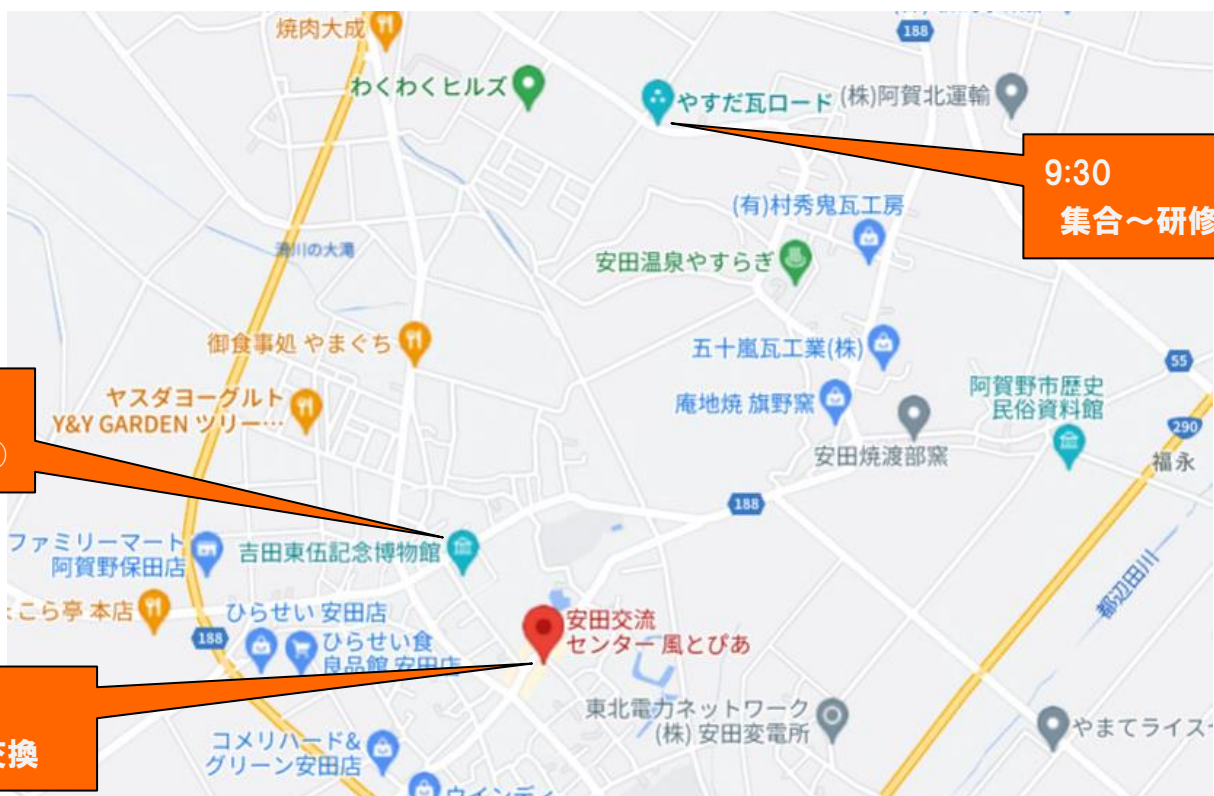 焼肉大成
188
わくわくヒルズ
やすだ瓦ロード
(株)阿賀北運輸
9:30
集合～研修
(有)村秀鬼瓦工房
滑川の大滝
安田温泉やすらぎ
御食事処 やまぐち
五十嵐瓦工業(株)
55
ヤスダヨーグルト
Y&Y GARDEN ツリー…
庵地焼 旗野窯
阿賀野市歴史
民俗資料館
290
安田焼渡部窯
福永
188
ファミリーマート
阿賀野保田店
吉田東伍記念博物館
都辺田川
こら亭 本店
ひらせい 安田店
188
ひらせい食
良品館 安田店
安田交流
センター 風とぴあ
東北電力ネットワーク
(株) 安田変電所
やまてライス
交換
コメリハード&
グリーン安田店
ウインディ